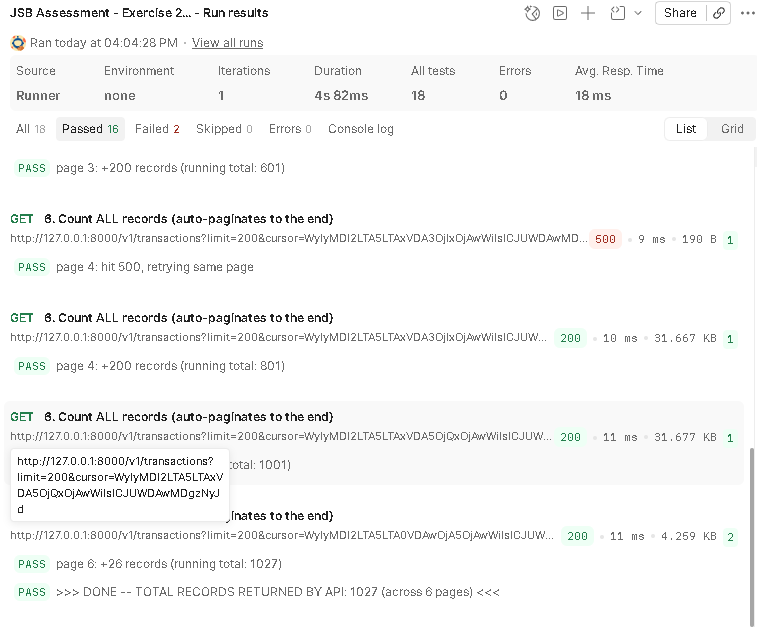 JSB Assessment - Exercise 2... - Run results
Share
Ran today at 04:04:28 PM · View all runs
Source Environment Iterations Duration All tests Errors Avg. Resp. Time
Runner none 1 4s 82ms 18 0 18 ms
All 18 Passed 16 Failed 2 Skipped 0 Errors 0 Console log List Grid
PASS page 3: +200 records (running total: 601)
GET 6. Count ALL records (auto-paginates to the end)
http://127.0.0.1:8000/v1/transactions?limit=200&cursor=WyIyMDI2LTA5LTAxVDA3OjIxOjAwWiIsICJUWDAwMD... 500 • 9 ms • 190 B 1
PASS page 4: hit 500, retrying same page
GET 6. Count ALL records (auto-paginates to the end)
http://127.0.0.1:8000/v1/transactions?limit=200&cursor=WyIyMDI2LTA5LTAxVDA3OjIxOjAwWiIsICJUW... 200 • 10 ms • 31.667 KB 1
PASS page 4: +200 records (running total: 801)
GET 6. Count ALL records (auto-paginates to the end)
http://127.0.0.1:8000/v1/transactions?limit=200&cursor=WyIyMDI2LTA5LTAxVDA5OjQxOjAwWiIsICJUW... 200 • 11 ms • 31.677 KB 1
http://127.0.0.1:8000/v1/transactions?
limit=200&cursor=WyIyMDI2LTA5LTAxV
DA5OjQxOjAwWiIsICJUWDAwMDgzNyJ
d
otal: 1001)
inates to the end)
http://127.0.0.1:8000/v1/transactions?limit=200&cursor=WyIyMDI2LTA5LTA0VDAwOjA5OjAwWiIsICJUW... 200 • 11 ms • 4.259 KB 2
PASS page 6: +26 records (running total: 1027)
PASS >>> DONE -- TOTAL RECORDS RETURNED BY API: 1027 (across 6 pages) <<<